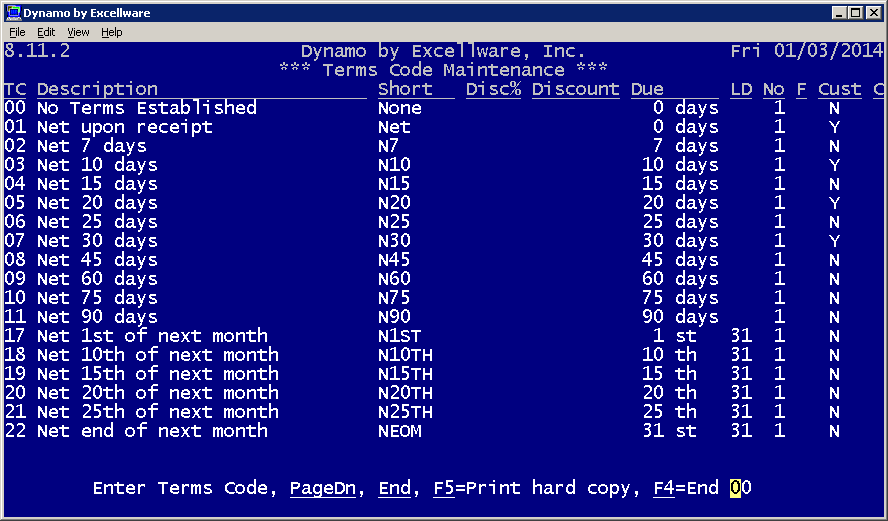 Dynamo by Excellware
File Edit View Help
8.11.2 Dynamo by Excellware, Inc. Fri 01/03/2014
*** Terms Code Maintenance ***
TC Description Short Disc% Discount Due LD No F Cust C
00 No Terms Established None 0 days 1 N
01 Net upon receipt Net 0 days 1 Y
02 Net 7 days N7 7 days 1 N
03 Net 10 days N10 10 days 1 Y
04 Net 15 days N15 15 days 1 N
05 Net 20 days N20 20 days 1 Y
06 Net 25 days N25 25 days 1 N
07 Net 30 days N30 30 days 1 Y
08 Net 45 days N45 45 days 1 N
09 Net 60 days N60 60 days 1 N
10 Net 75 days N75 75 days 1 N
11 Net 90 days N90 90 days 1 N
17 Net 1st of next month N1ST 1 st 31 1 N
18 Net 10th of next month N10TH 10 th 31 1 N
19 Net 15th of next month N15TH 15 th 31 1 N
20 Net 20th of next month N20TH 20 th 31 1 N
21 Net 25th of next month N25TH 25 th 31 1 N
22 Net end of next month NEOM 31 st 31 1 N
Enter Terms Code, PageDn, End, F5=Print hard copy, F4=End 00